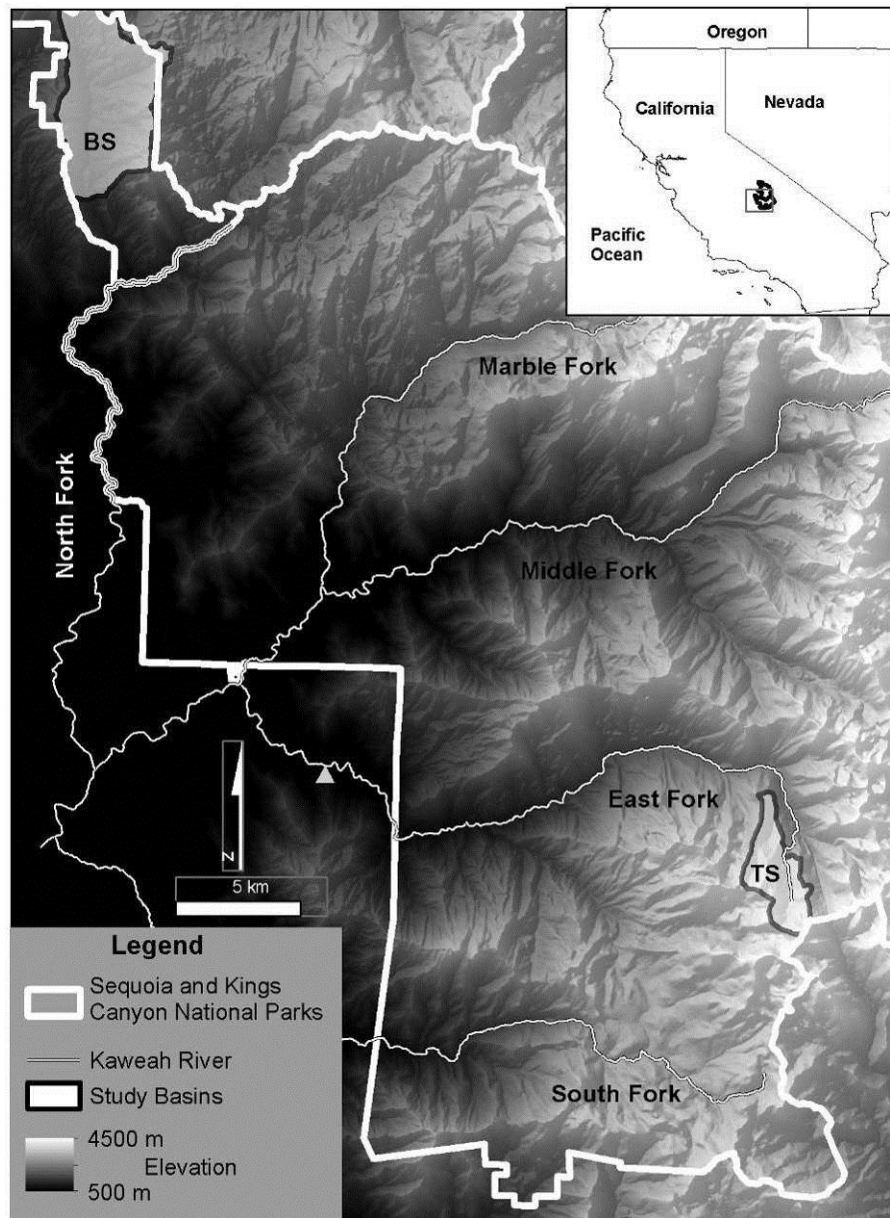 Oregon
California
Nevada
Pacific
Ocean
BS
Marble Fork
North Fork
Middle Fork
East Fork
TS
N
5 km
South Fork
Legend
Sequoia and Kings
Canyon National Parks
Kaweah River
Study Basins
4500 m
Elevation
500 m